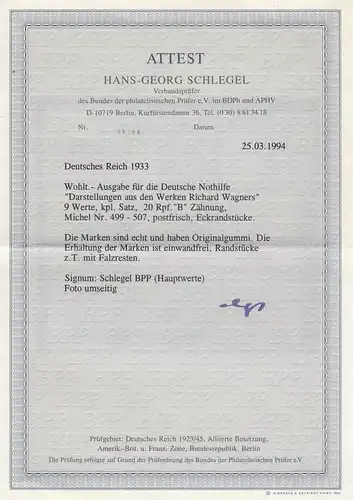 ATTEST
HANS-GEORG SCHLEGEL
Verbandsprüfer
des Bundes der philatelistischen Prüfer e.V. im BDPh und APHV
D-10719 Berlin, Kurfürstendamm 36, Tel. (0 30) 8 81 34 18
Nr. Datum
25.03.1994
Deutsches Reich 1933
Wohlt.- Ausgabe für die Deutsche Nothilfe
"Darstellungen aus den Werken Richard Wagners"
9 Werte, kpl. Satz, 20 Rpf."B" Zähnung,
Michel Nr. 499 - 507, postfrisch, Eckrandstücke.
Die Marken sind echt und haben Originalgummi. Die
Erhaltung der Marken ist einwandfrei, Randstücke
z.T. mit Falzresten.
Signum: Schlegel BPP (Hauptwerte)
Foto umseitig
Prüfgebiet: Deutsches Reich 1923/45, Alliierte Besetzung,
Amerik.-Brit. u. Franz. Zone, Bundesrepublik, Berlin
Die Prüfung erfolgte auf Grund der Prüfordnung des Bundes der Philatelistischen Prüfer e.V.